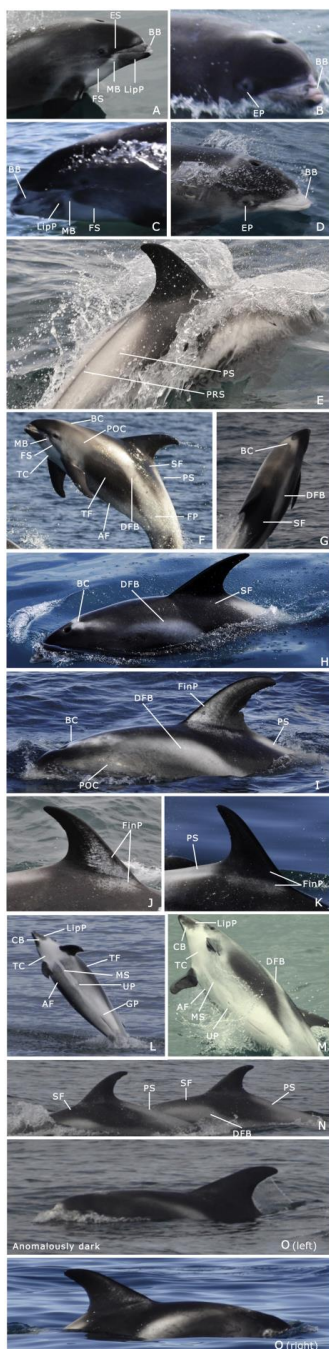 ES
BB
FS
MB
LipP
A
BB
EP
B
BB
LipP
MB
FS
C
BB
EP
D
PS
PRS
E
BC
POC
MB
FS
TC
SF
PS
TF
AF
DFB
FP
F
BC
DFB
SF
G
BC
DFB
SF
H
FinP
DFB
BC
PS
POC
I
FinP
J
PS
FinP
K
LipP
CB
TC
TF
MS
AF
UP
GP
L
LipP
CB
TC
DFB
AF
MS
UP
M
SF
PS
SF
PS
DFB
N
Anomalously dark
O (left)
O (right)